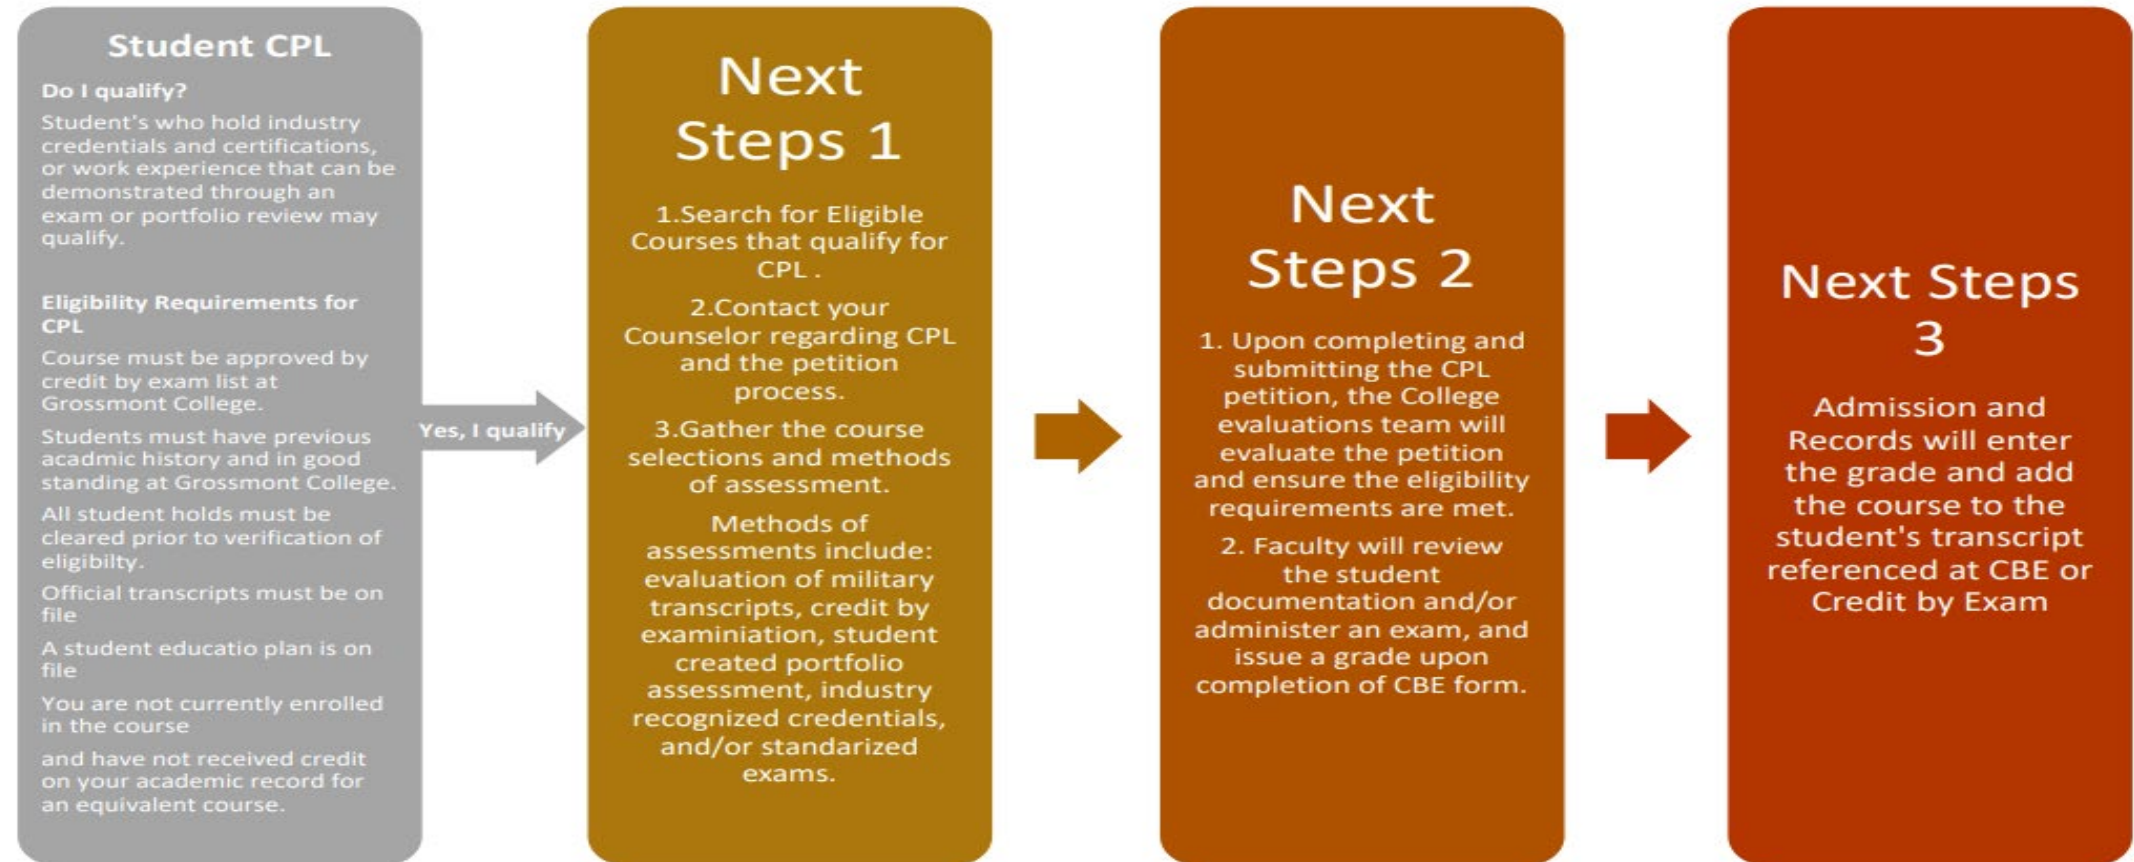 Student CPL
Do I qualify?
Student's who hold industry
credentials and certifications,
or work experience that can be
demonstrated through an
exam or portfolio review may
qualify.
Eligibility Requirements for
CPL
Course must be approved by
credit by exam list at
Grossmont College.
Students must have previous
acadmic history and in good
standing at Grossmont College.
All student holds must be
cleared prior to verification of
eligibilty.
Official transcripts must be on
file
A student educatio plan is on
file
You are not currently enrolled
in the course
and have not received credit
on your academic record for
an equivalent course.
Yes, I qualify
Next
Steps 1
1.Search for Eligible
Courses that qualify for
CPL .
2.Contact your
Counselor regarding CPL
and the petition
process.
3.Gather the course
selections and methods
of assessment.
Methods of
assessments include:
evaluation of military
transcripts, credit by
examiniation, student
created portfolio
assessment, industry
recognized credentials,
and/or standarized
exams.
Next
Steps 2
1. Upon completing and
submitting the CPL
petition, the College
evaluations team will
evaluate the petition
and ensure the eligibility
requirements are met.
2. Faculty will review
the student
documentation and/or
administer an exam, and
issue a grade upon
completion of CBE form.
Next Steps
3
Admission and
Records will enter
the grade and add
the course to the
student's transcript
referenced at CBE or
Credit by Exam